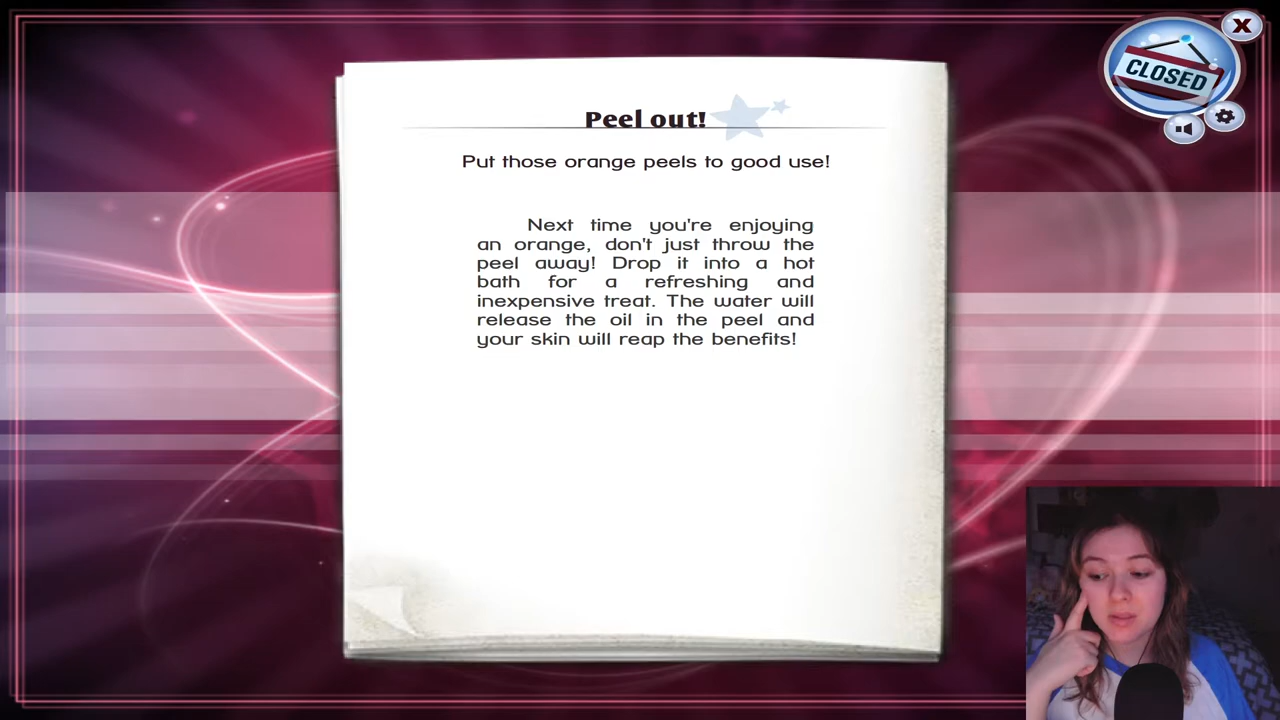 CLOSED
Peel out!
Put those orange peels to good use!
Next time you're enjoying
an orange, don't just throw the
peel away! Drop it into a hot
bath for a refreshing and
inexpensive treat. The water will
release the oil in the peel and
your skin will reap the benefits!